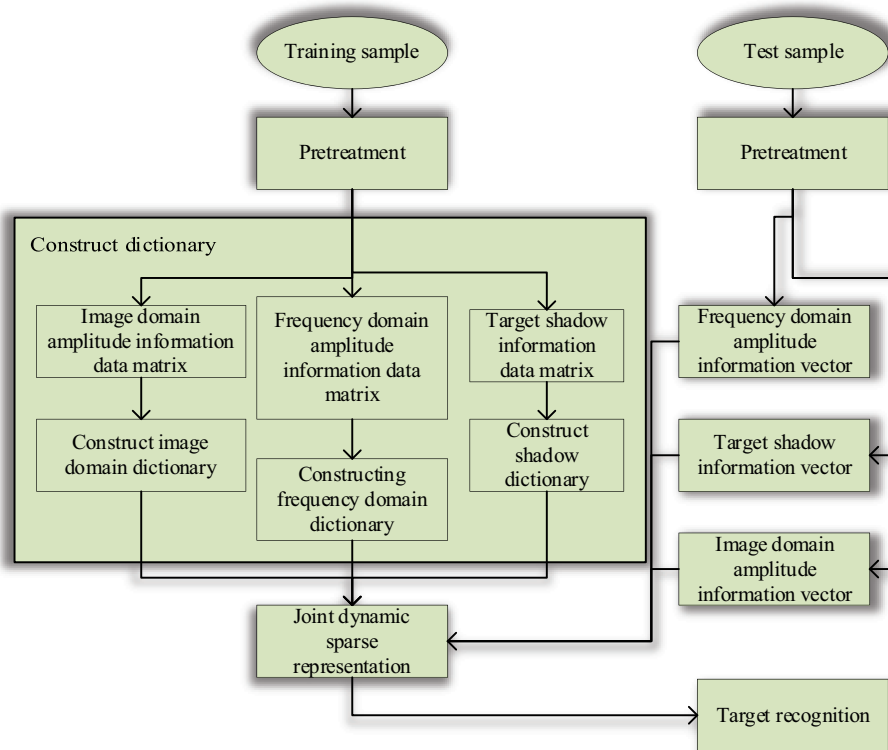 Training sample
Test sample
Pretreatment
Pretreatment
Construct dictionary
Image domain
amplitude information
data matrix
Frequency domain
amplitude
information data
matrix
Target shadow
information
data matrix
Frequency domain
amplitude
information vector
Construct image
domain dictionary
Constructing
frequency domain
dictionary
Construct
shadow
dictionary
Target shadow
information vector
Image domain
amplitude
information vector
Joint dynamic
sparse
representation
Target recognition